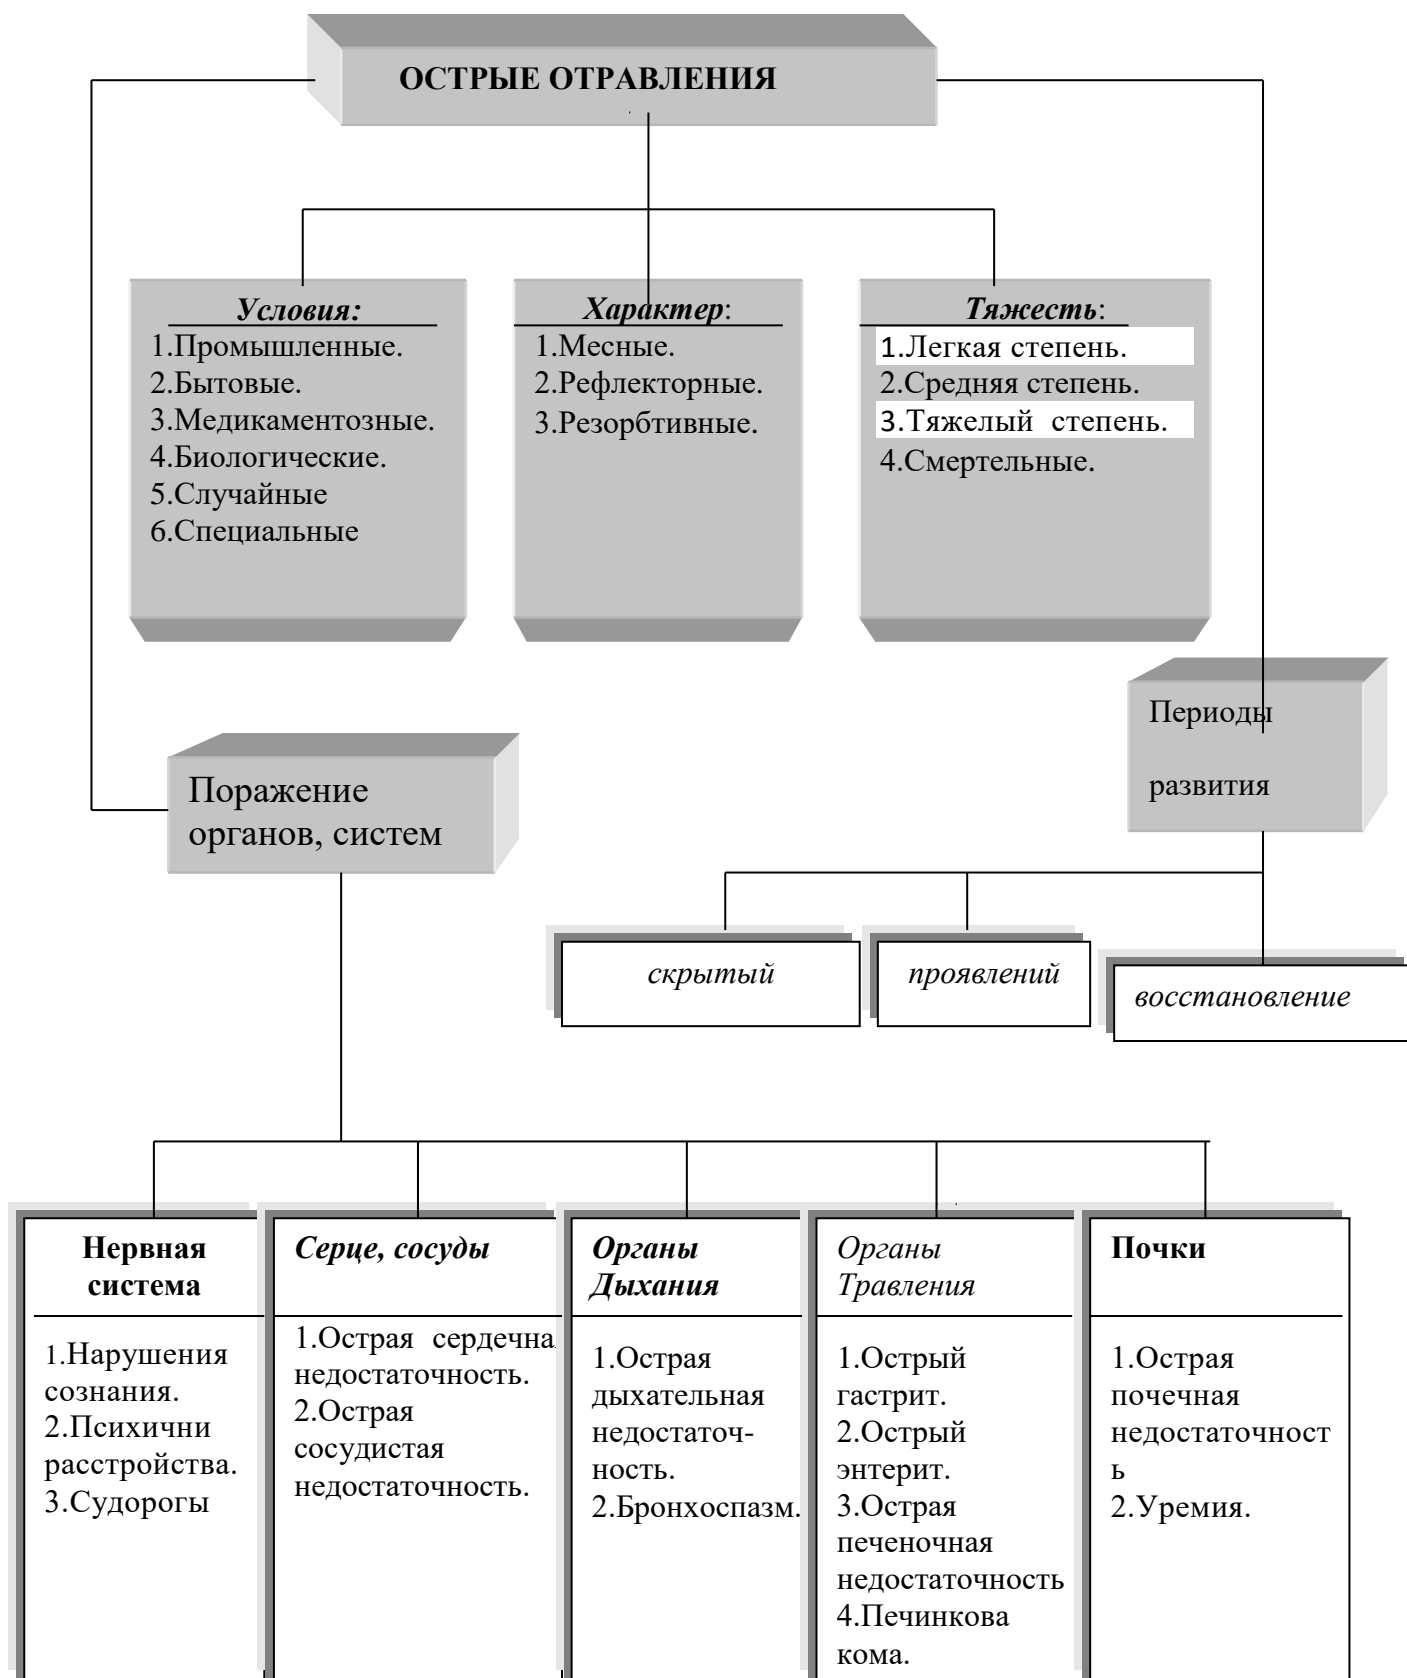 ОСТРЫЕ ОТРАВЛЕНИЯ
Условия:
1.Промышленные.
2.Бытовые.
3.Медикаментозные.
4.Биологические.
5.Случайные
6.Специальные
Характер:
1.Месные.
2.Рефлекторные.
3.Резорбтивные.
Тяжесть:
1.Легкая степень.
2.Средняя степень.
3.Тяжелый степень.
4.Смертельные.
Периоды
развития
Поражение
органов, систем
скрытый
проявлений
восстановление
Нервная
система
1.Нарушения
сознания.
2.Психични
расстройства.
3.Судорогы
Серце, сосуды
1.Острая сердечна
недостаточность.
2.Острая
сосудистая
недостаточность.
Органы
Дыхания
1.Острая
дыхательная
недостаточ-
ность.
2.Бронхоспазм.
Органы
Травления
1.Острый
гастрит.
2.Острый
энтерит.
3.Острая
печеночная
недостаточность
4.Печинкова
кома.
Почки
1.Острая
почечная
недостаточност
ь
2.Уремия.